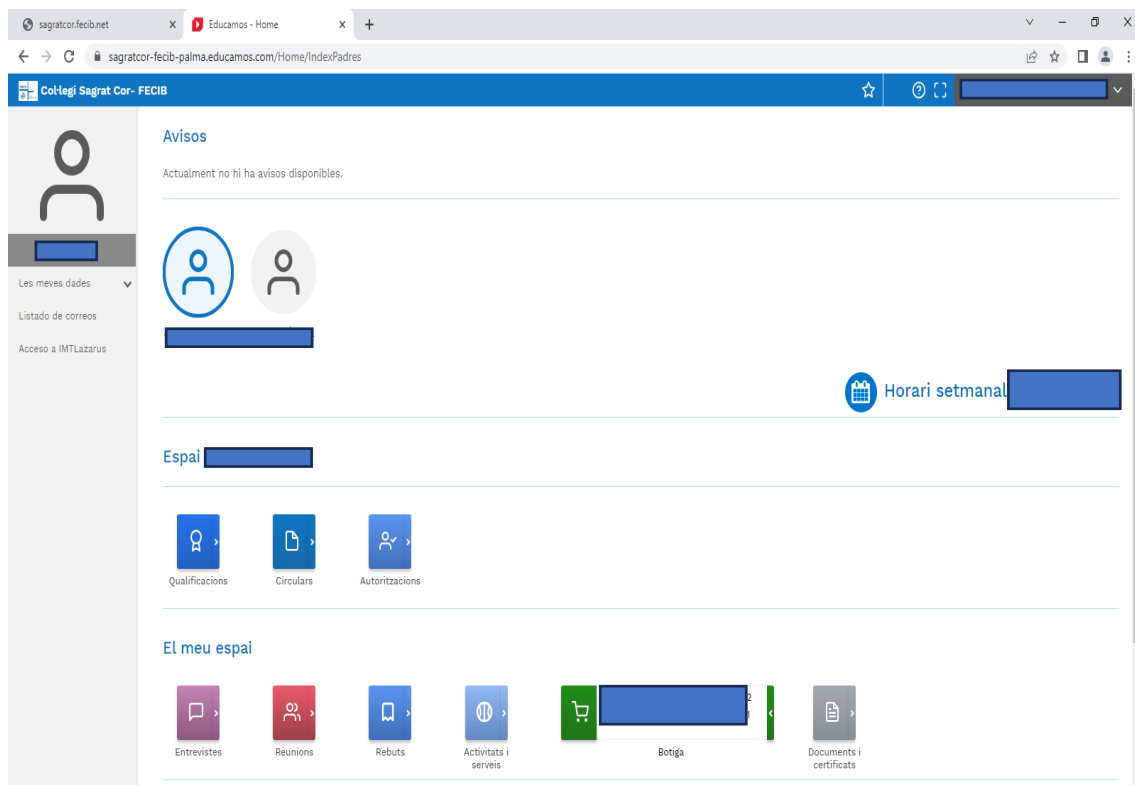 sagratcor.fecib.net
Educamos - Home
sagratcor-fecib-palma.educamos.com/Home/IndexPadres
Col·legi Sagrat Cor- FECIB
Avisos
Actualment no hi ha avisos disponibles.
Les meves dades
Listado de correos
Acceso a IMTLazarus
Horari setmanal
Espai
Qualificacions
Circulars
Autoritzacions
El meu espai
Entrevistes
Reunions
Rebuts
Activitats i
serveis
Botiga
Documents i
certificats